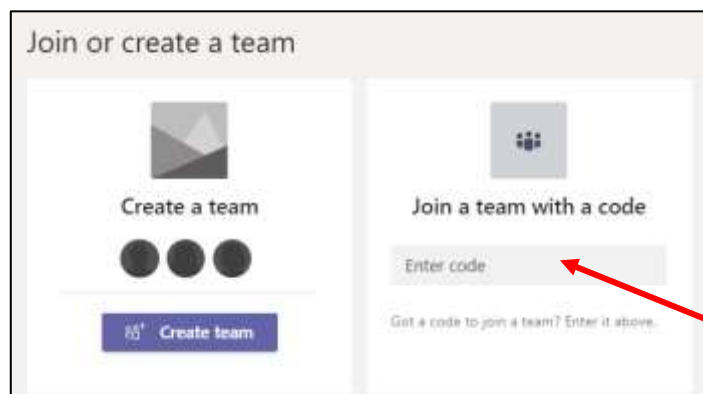 Join or create a team
Create a team
Create team
Join a team with a code
Enter code
Got a code to join a team? Enter it above.